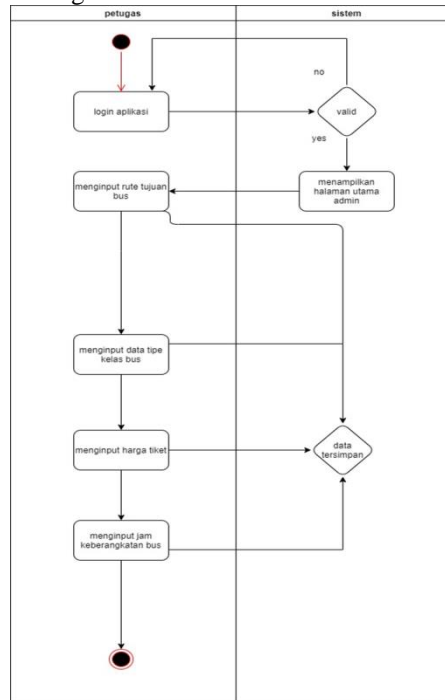 petugas
sistem
no
login aplikasi
valid
yes
menginput rute tujuan
bus
menampilkan
halaman utama
admin
menginput data tipe
kelas bus
menginput harga tiket
data
tersimpan
menginput jam
keberangkatan bus